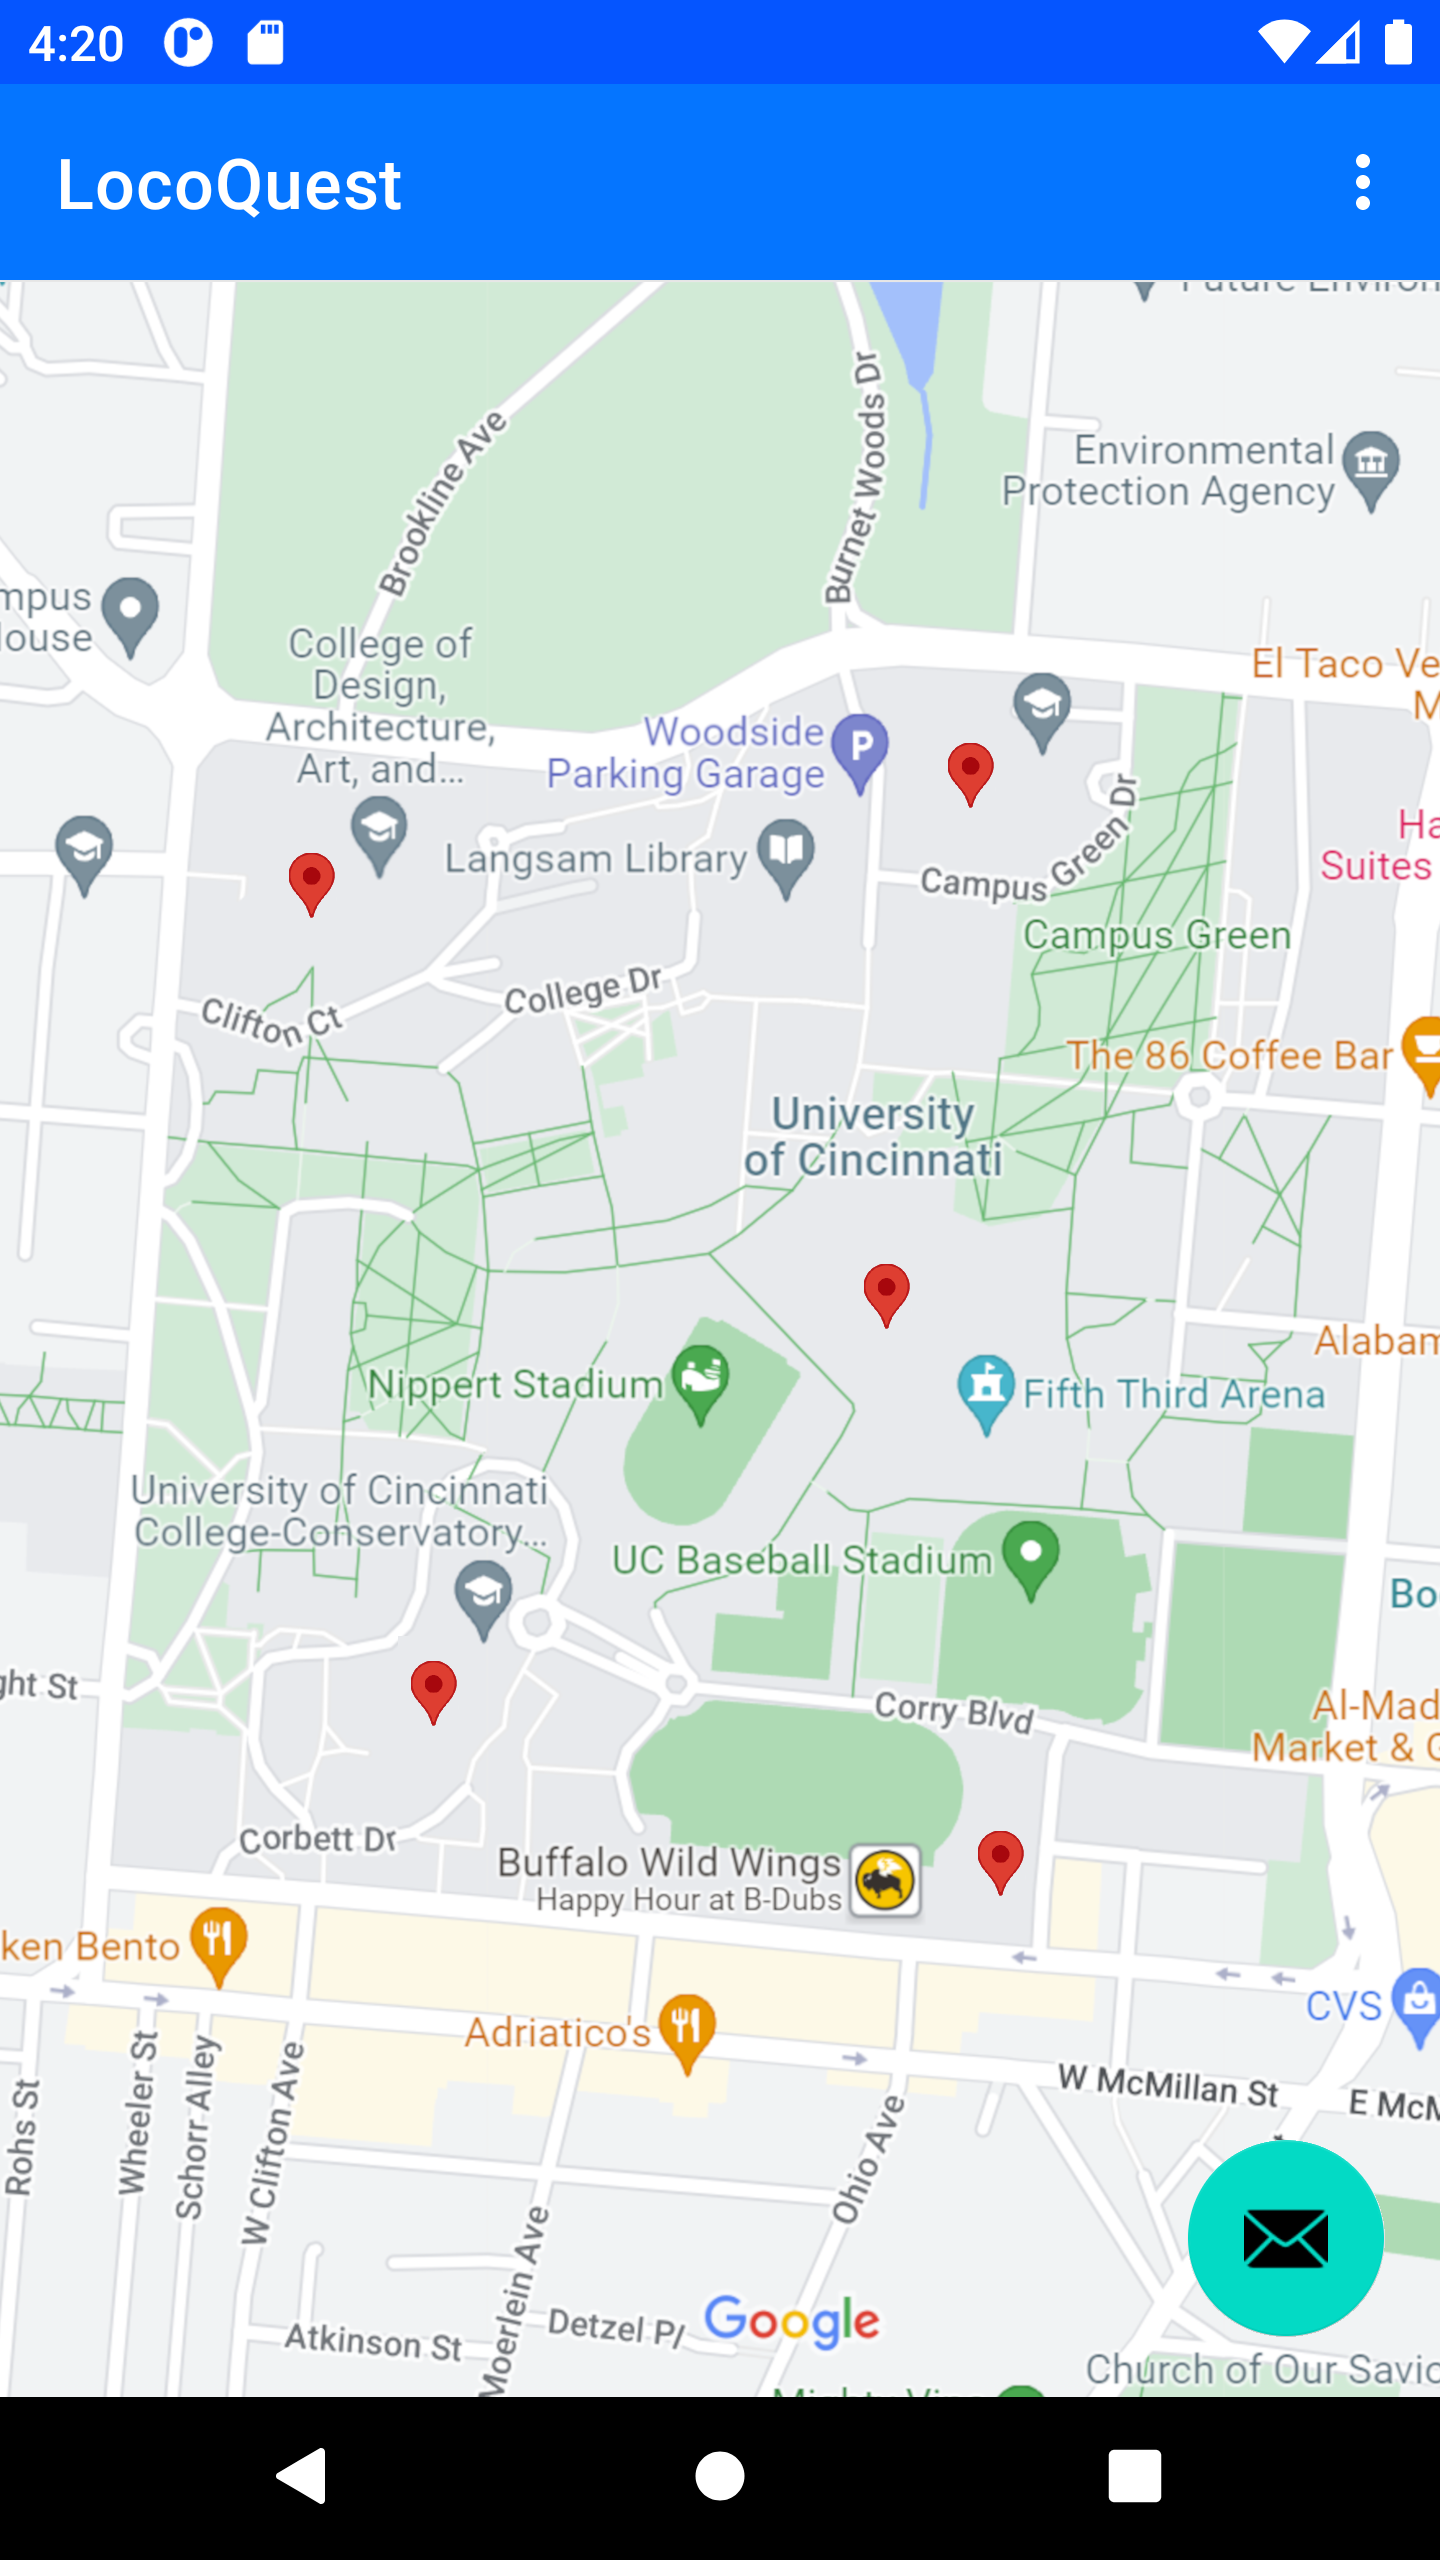 4:20
LocoQuest
Brookline Ave
Burnet Woods Dr
Environmental
Protection Agency
College of
Design,
Architecture,
Art, and...
El Taco Ve
M
Woodside
Parking Garage
P
Langsam Library
Campus Green Dr
Suites
Campus Green
College Dr
Clifton Ct
The 86 Coffee Bar
University
of Cincinnati
Alabam
Nippert Stadium
Fifth Third Arena
University of Cincinnati
College-Conservatory...
UC Baseball Stadium
Bo
ght St
Corry Blvd
Al-Mad
Market & G
Corbett Dr
Buffalo Wild Wings
Happy Hour at B-Dubs
ken Bento
CVS
Adriatico's
W McMillan St
E McM
Rohs St
Wheeler St
Schorr Alley
W Clifton Ave
Ohio Ave
Moerlein Ave
Detzel Pl
Google
Atkinson St
Church of Our Savio